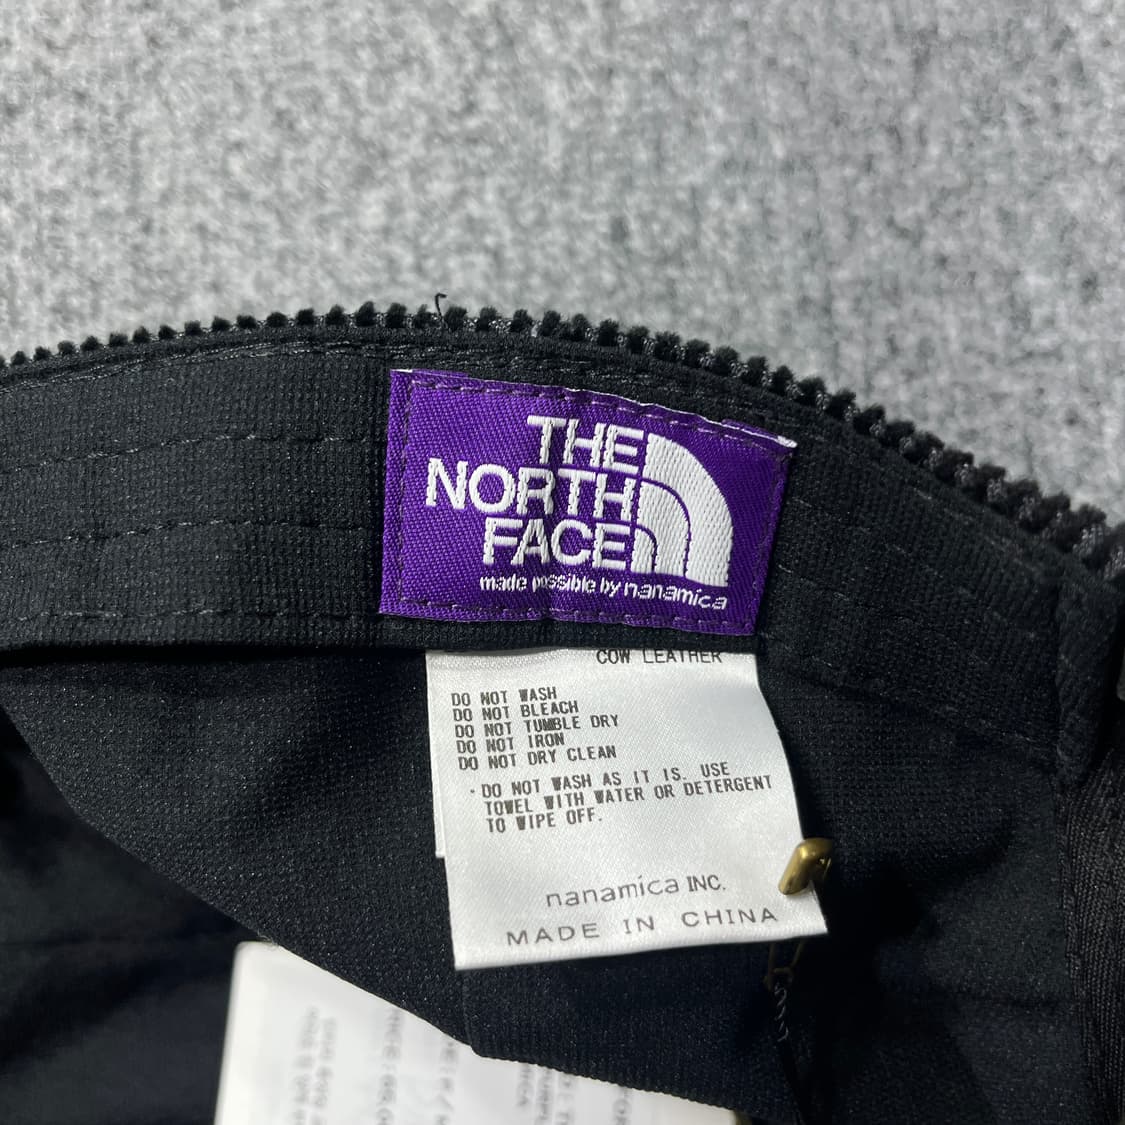 THE
NORTH
FACE
made possible by nanamica
COW LEATHER
DO NOT WASH
DO NOT BLEACH
DO NOT TUMBLE DRY
DO NOT IRON
DO NOT DRY CLEAN
・DO NOT WASH AS IT IS. USE
TOWEL WITH WATER OR DETERGENT
TO WIPE OFF.
nanamica INC.
MADE IN CHINA